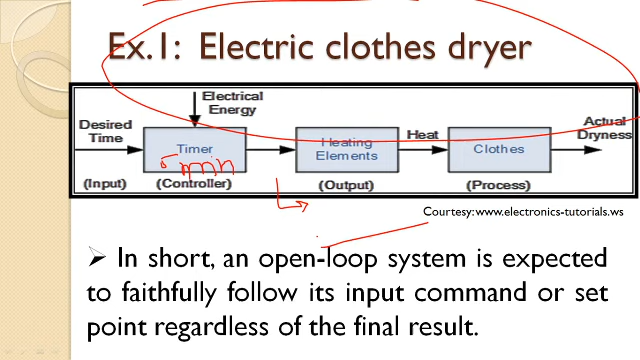 Ex.1: Electric clothes dryer
Electrical
Energy
Desired
Time
Timer
Heating
Elements
Heat
Clothes
Actual
Dryness
min
(Input)
(Controller)
(Output)
(Process)
Courtesy: www.electronics-tutorials.ws
➢ In short, an open-loop system is expected
to faithfully follow its input command or set
point regardless of the final result.